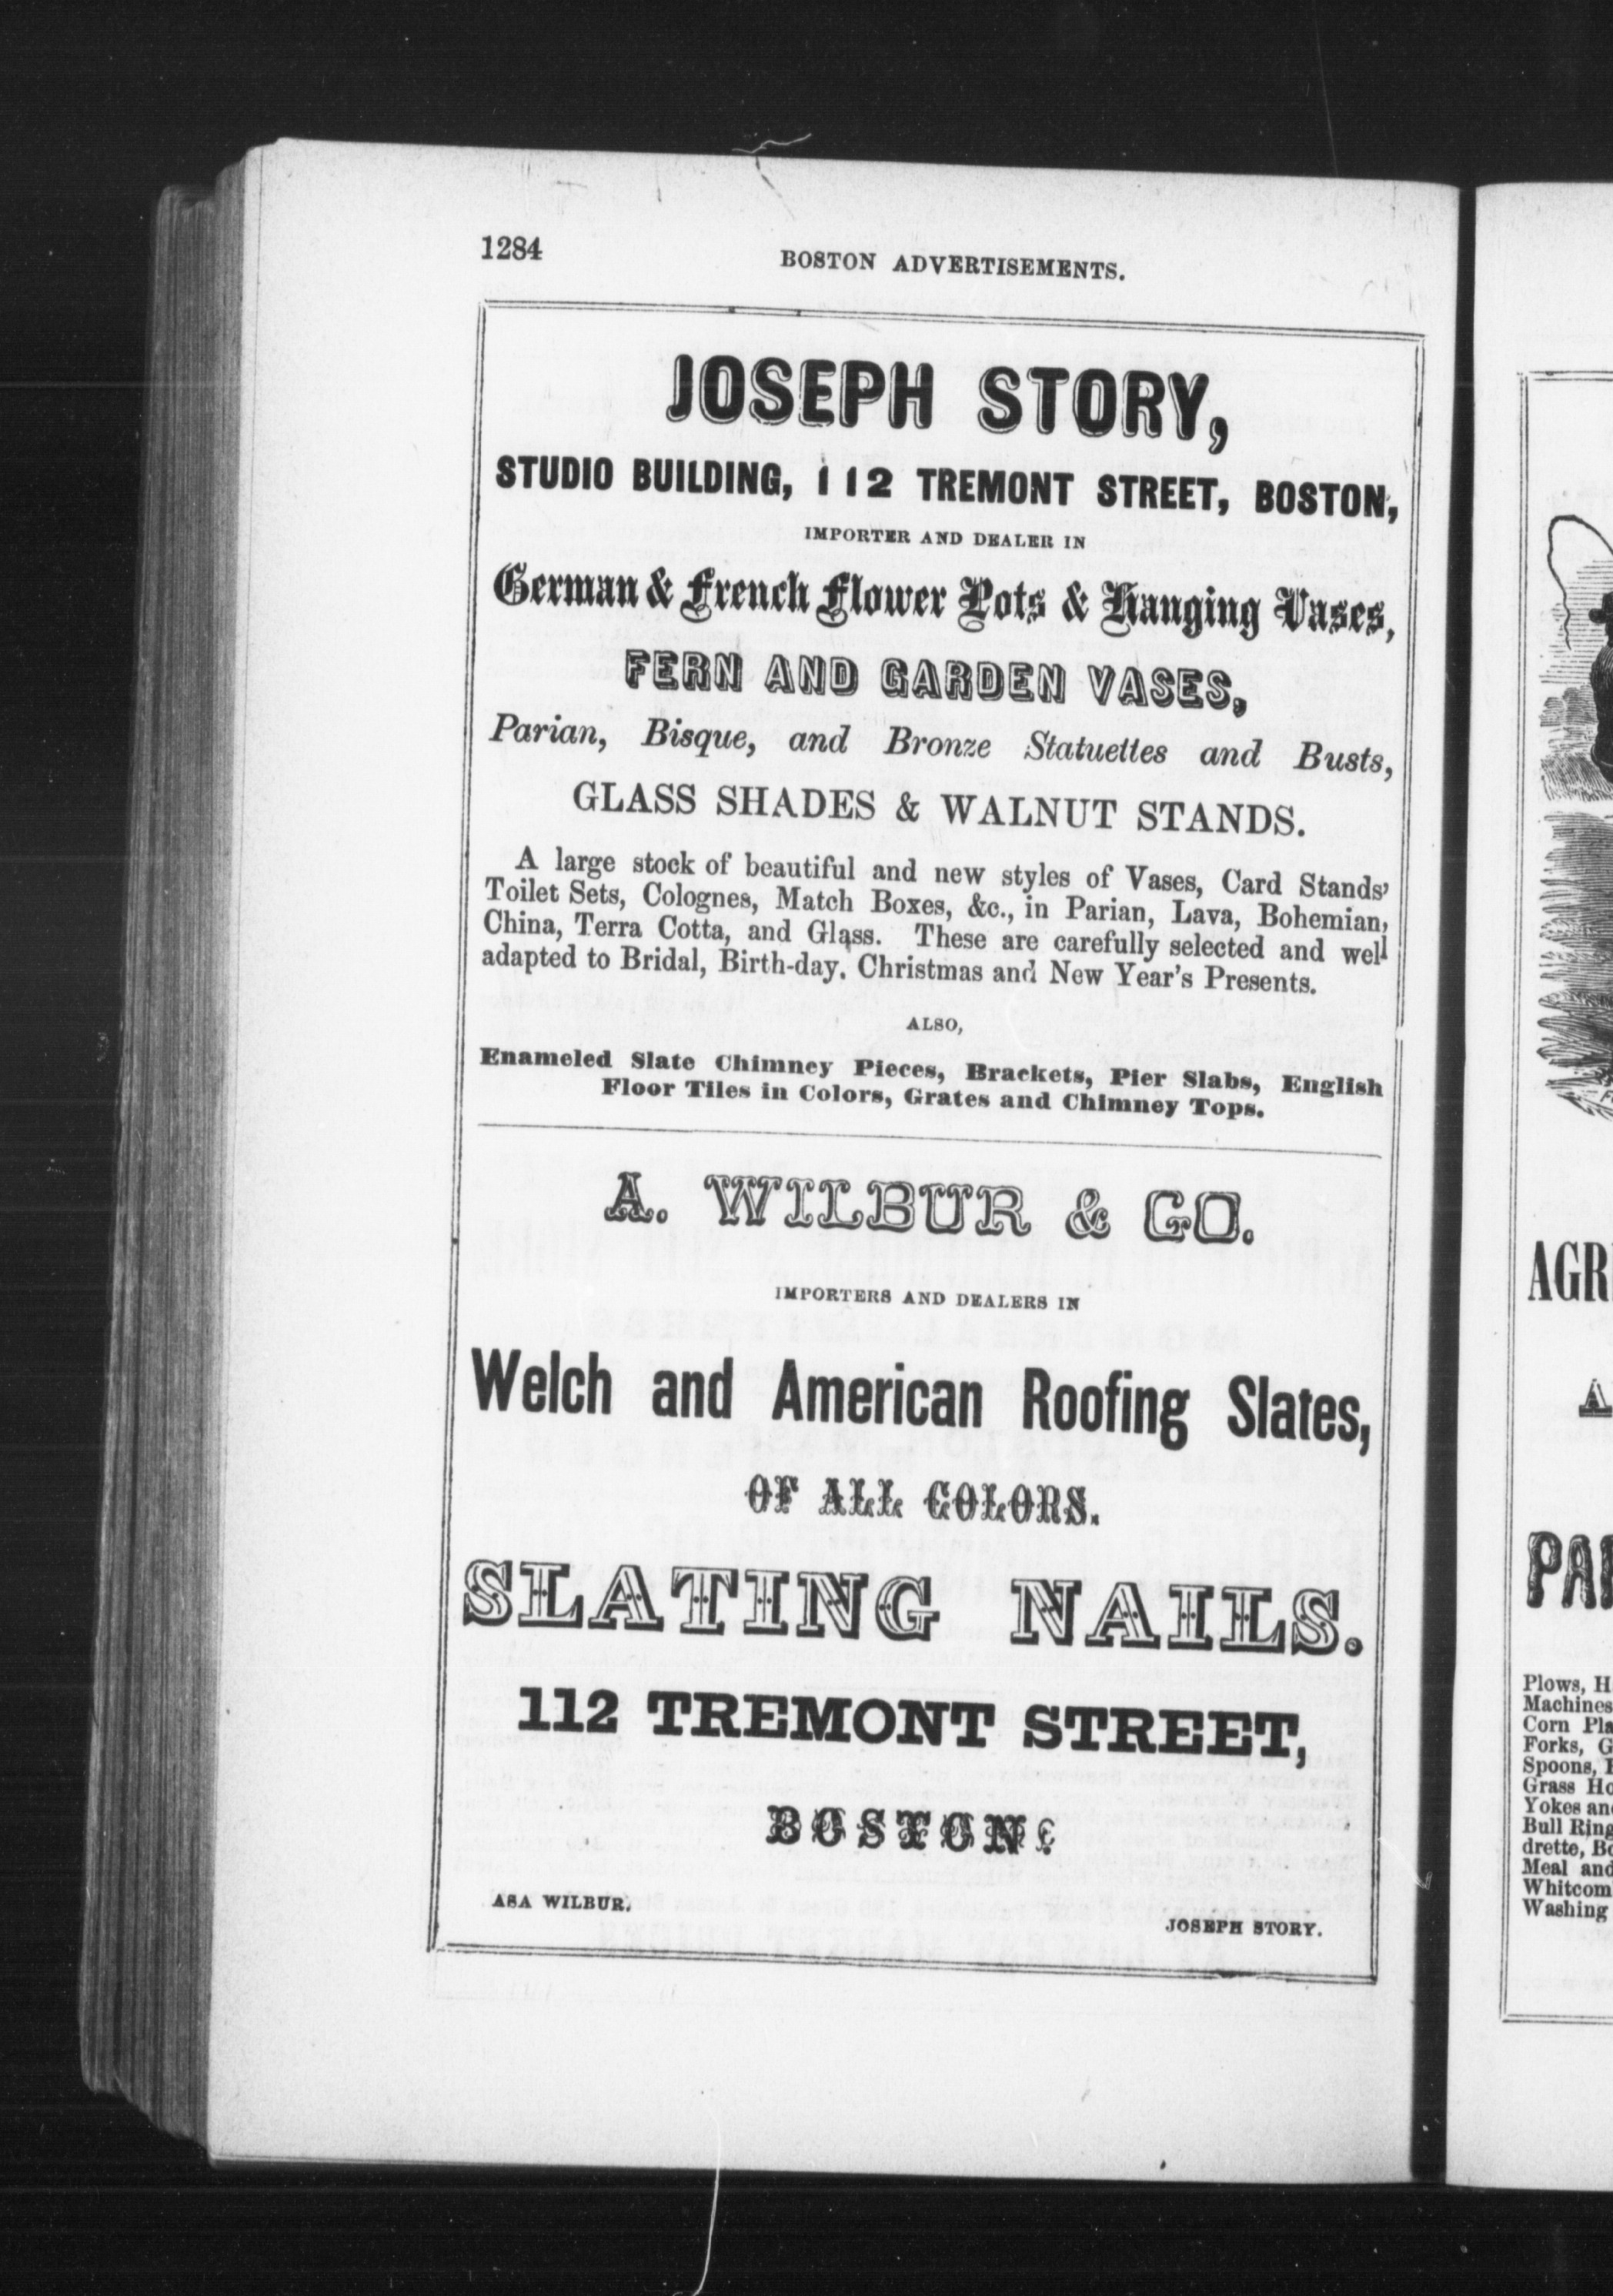 1284
BOSTON ADVERTISEMENTS.
JOSEPH STORY,
STUDIO BUILDING, 112 TREMONT STREET, BOSTON,
IMPORTER AND DEALER IN
German & French Flower Pots & Hanging Vases,
FERN AND GARDEN VASES,
Parian, Bisque, and Bronze Statuettes and Busts,
GLASS SHADES & WALNUT STANDS.
A large stock of beautiful and new styles of Vases, Card Stands'
Toilet Sets, Colognes, Match Boxes, &c., in Parian, Lava, Bohemian,
China, Terra Cotta, and Glass. These are carefully selected and well
adapted to Bridal, Birth-day. Christmas and New Year's Presents.
ALSO,
Enameled Slate Chimney Pieces, Brackets, Pier Slabs, English
Floor Tiles in Colors, Grates and Chimney Tops.
A. WILBUR & CO.
IMPORTERS AND DEALERS IN
Welch and American Roofing Slates,
OF ALL COLORS.
SLATING NAILS.
112 TREMONT STREET,
BOSTON.
ASA WILBUR.
JOSEPH STORY.
AGR
A
PA
Plows, H
Machines
Corn Pla
Forks, G
Spoons,
Grass Ho
Yokes and
Bull Ring
drette, Bo
Meal and
Whitcom
Washing